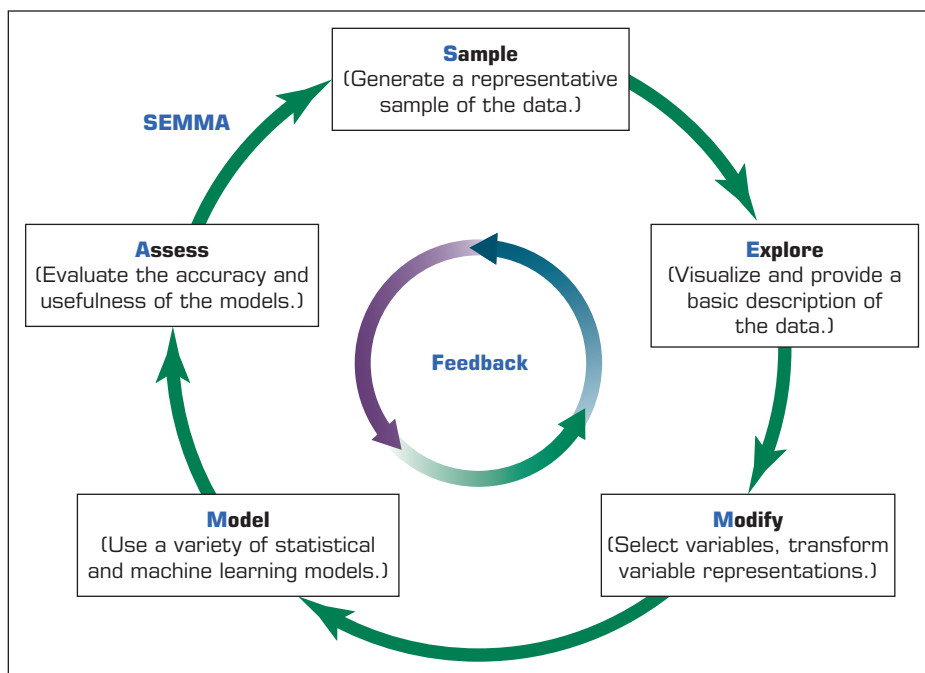 Sample
(Generate a representative
sample of the data.)
SEMMA
Assess
(Evaluate the accuracy and
usefulness of the models.)
Explore
(Visualize and provide a
basic description of
the data.)
Feedback
Model
(Use a variety of statistical
and machine learning models.)
Modify
(Select variables, transform
variable representations.)